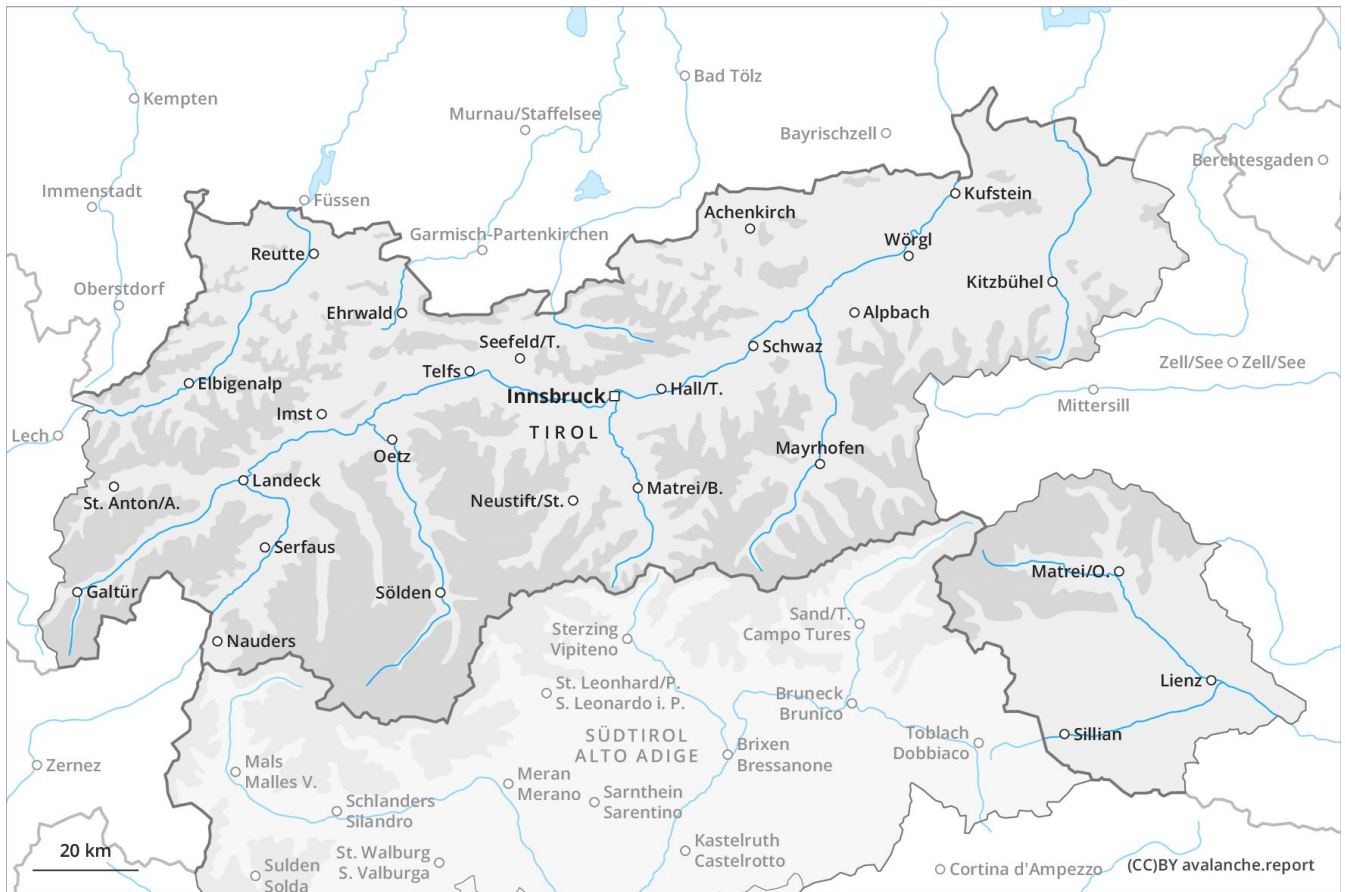 Kempten
Bad Tölz
Murnau/Staffelsee
Bayrischzell
Berchtesgaden
Immenstadt
Füssen
Kufstein
Achenkirch
Garmisch-Partenkirchen
Wörgl
Reutte
Oberstdorf
Kitzbühel
Ehrwald
Alpbach
Seefeld/T.
Schwaz
Zell/See
Zell/See
Telfs
Elbigenalp
Hall/T.
Innsbruck
Mittersill
Imst
TIROL
Lech
Oetz
Mayrhofen
Landeck
Matrei/B.
St. Anton/A.
Neustift/St.
Serfaus
Matrei/O.
Galtür
Sölden
Sand/T.
Campo Tures
Sterzing
Vipiteno
Nauders
Lienz
St. Leonhard/P.
S. Leonardo i. P.
Bruneck
Brunico
SÜDTIROL
ALTO ADIGE
Toblach
Dobbiaco
Sillian
Brixen
Bressanone
Zernez
Mals
Malles V.
Meran
Merano
Sarnthein
Sarentino
Schlanders
Silandro
Kastelruth
Castelrotto
20 km
St. Walburg
S. Valburga
Sulden
Solda
Cortina d'Ampezzo
(CC)BY avalanche.report